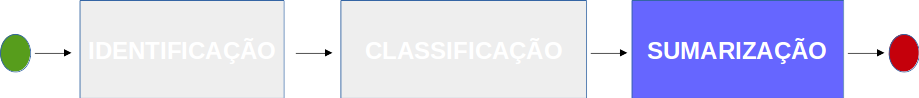 IDENTIFICAÇÃO
CLASSIFICAÇÃO
SUMARIZAÇÃO